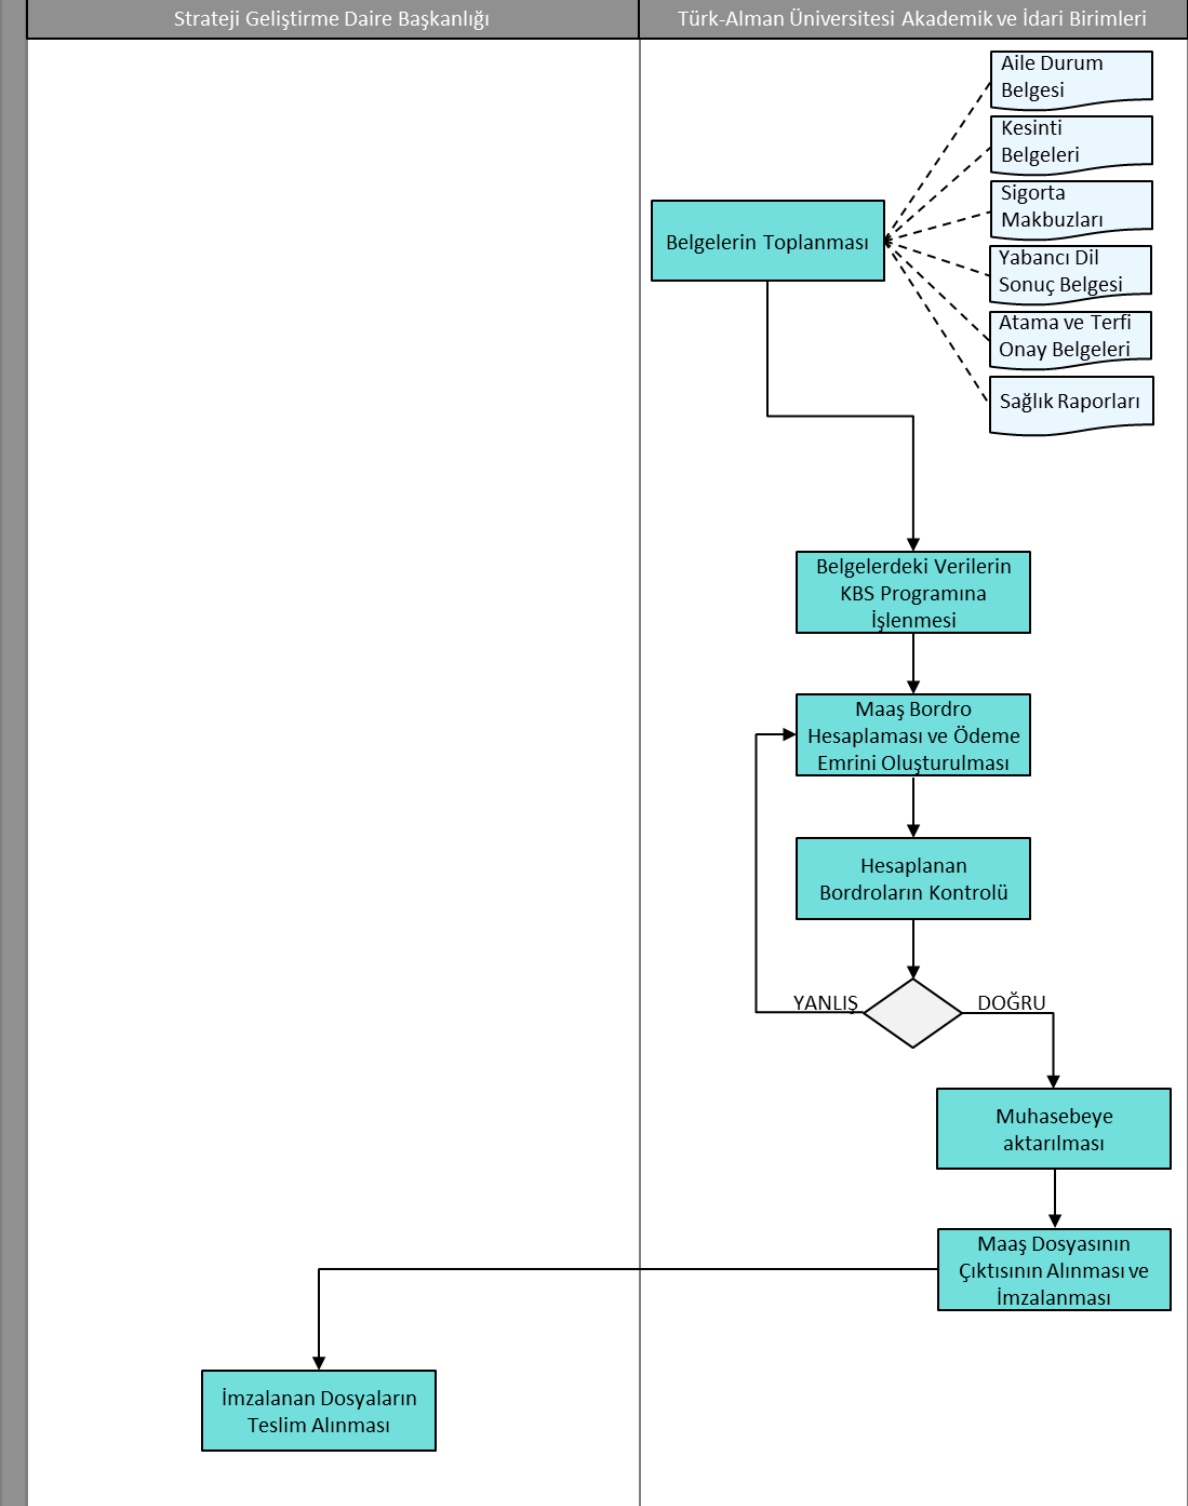 Strateji Geliştirme Daire Başkanlığı
Türk-Alman Üniversitesi Akademik ve İdari Birimleri
Aile Durum
Belgesi
Kesinti
Belgeleri
Sigorta
Makbuzları
Belgelerin Toplanması
Yabancı Dil
Sonuç Belgesi
Atama ve Terfi
Onay Belgeleri
Sağlık Raporları
Belgelerdeki Verilerin
KBS Programına
İşlenmesi
Maaş Bordro
Hesaplaması ve Ödeme
Emrini Oluşturulması
Hesaplanan
Bordroların Kontrolü
YANLIŞ
DOĞRU
Muhasebeye
aktarılması
Maaş Dosyasının
Çıktısının Alınması ve
İmzalanması
İmzalanan Dosyaların
Teslim Alınması